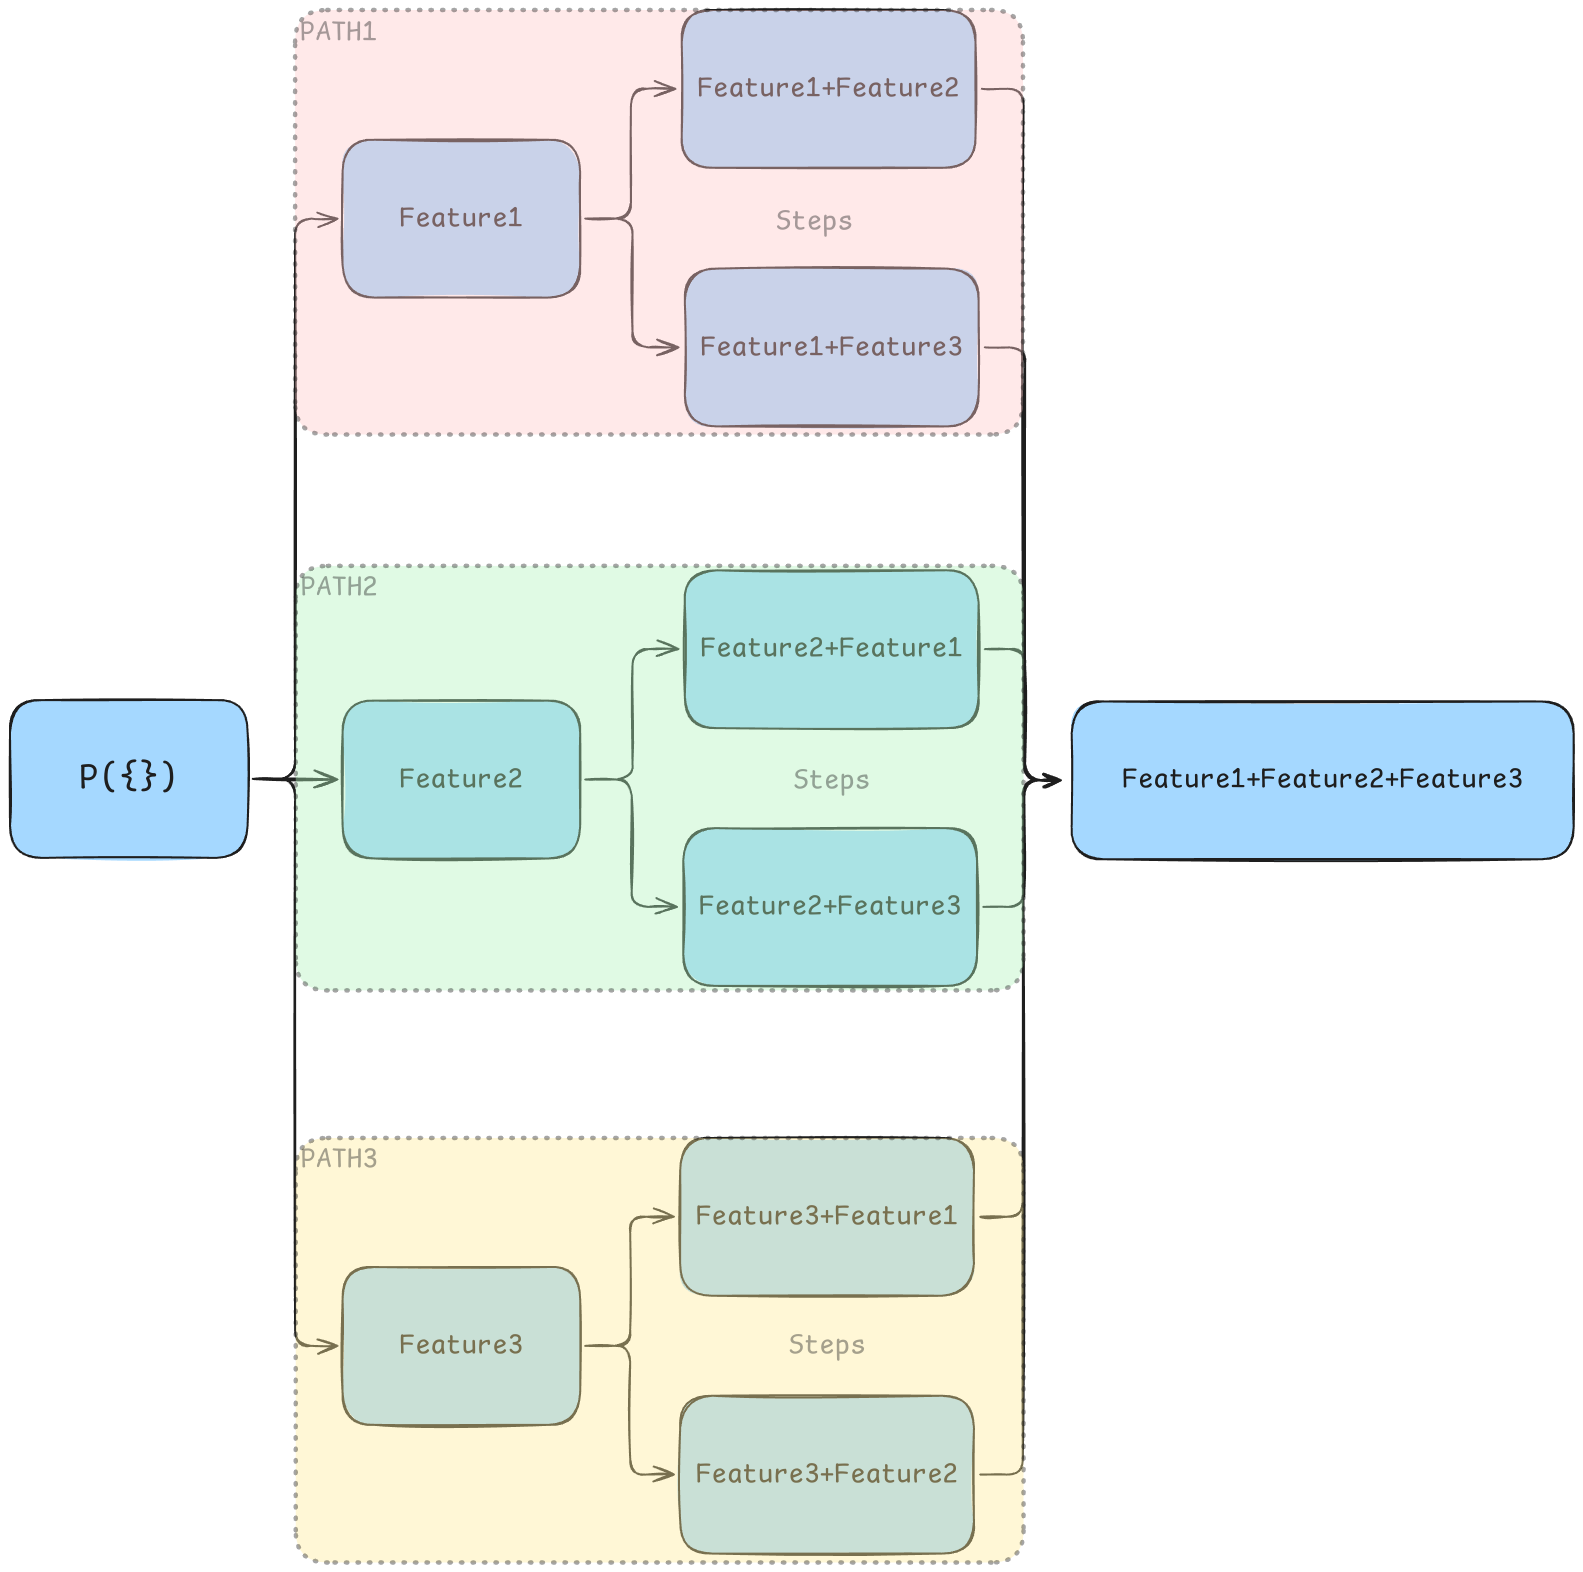 PATH1
Feature1+Feature2
Feature1
Steps
Feature1+Feature3
PATH2
Feature2+Feature1
P({})
Feature2
Steps
Feature1+Feature2+Feature3
Feature2+Feature3
PATH3
Feature3+Feature1
Feature3
Steps
Feature3+Feature2